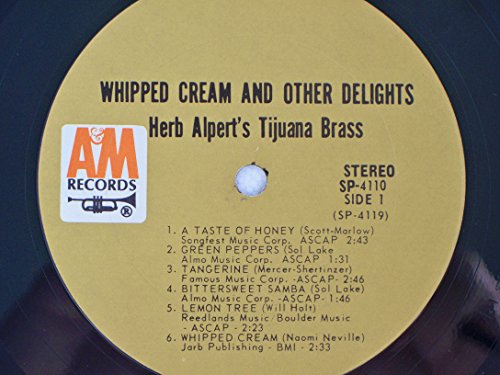 WHIPPED CREAM AND OTHER DELIGHTS
Herb Alpert's Tijuana Brass
A&M
RECORDS
®
STEREO
SP-4110
SIDE 1
(SP-4119)
1. A TASTE OF HONEY (Scott-Marlow)
Songfest Music Corp. ASCAP 2:43
2. GREEN PEPPERS (Sol Lake
Almo Music Corp. -ASCAP 1:31
3. TANGERINE (Mercer-Shertinzer)
Famous Music Corp. -ASCAP - 2:46
4. BITTERSWEET SAMBA (Sol Lake)
Almo Music Corp. -ASCAP -1:46
5. LEMON TREE (Will Holt)
Reedlands Music/Boulder Music
- ASCAP - 2:23
6. WHIPPED CREAM (Naomi Neville)
Jarb Publishing - BMI - 2:33